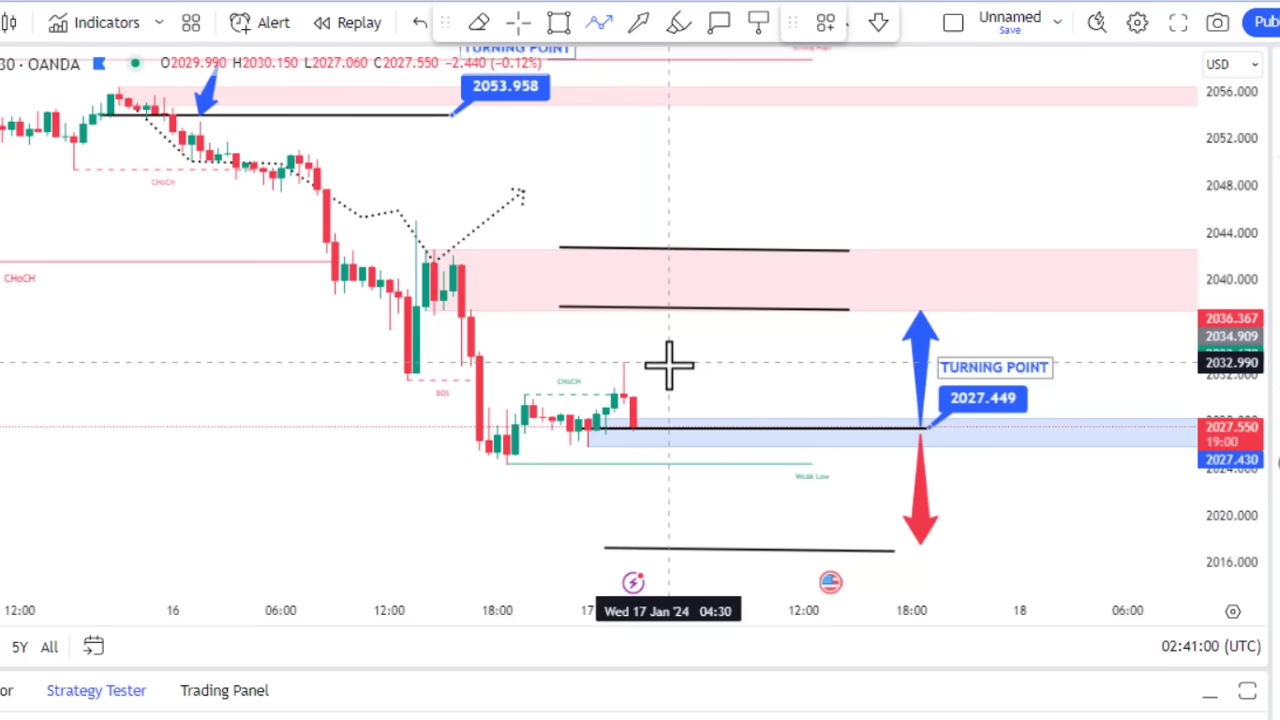 Indicators
Alert
Replay
Unnamed
Save
Pub
30 · OANDA
O2029.990 H2030.150 L2027.060 C2027.550 −2.440 (−0.12%)
TURNING POINT
USD
2053.958
2056.000
2052.000
CHoCH
2048.000
2044.000
CHoCH
2040.000
2036.367
2034.909
2032.990
TURNING POINT
CHoCH
BOS
2027.449
2027.550
19:00
2027.430
Weak Low
2020.000
2016.000
12:00
16
06:00
12:00
18:00
17
Wed 17 Jan '24 04:30
12:00
18:00
18
06:00
5Y
All
02:41:00 (UTC)
or
Strategy Tester
Trading Panel